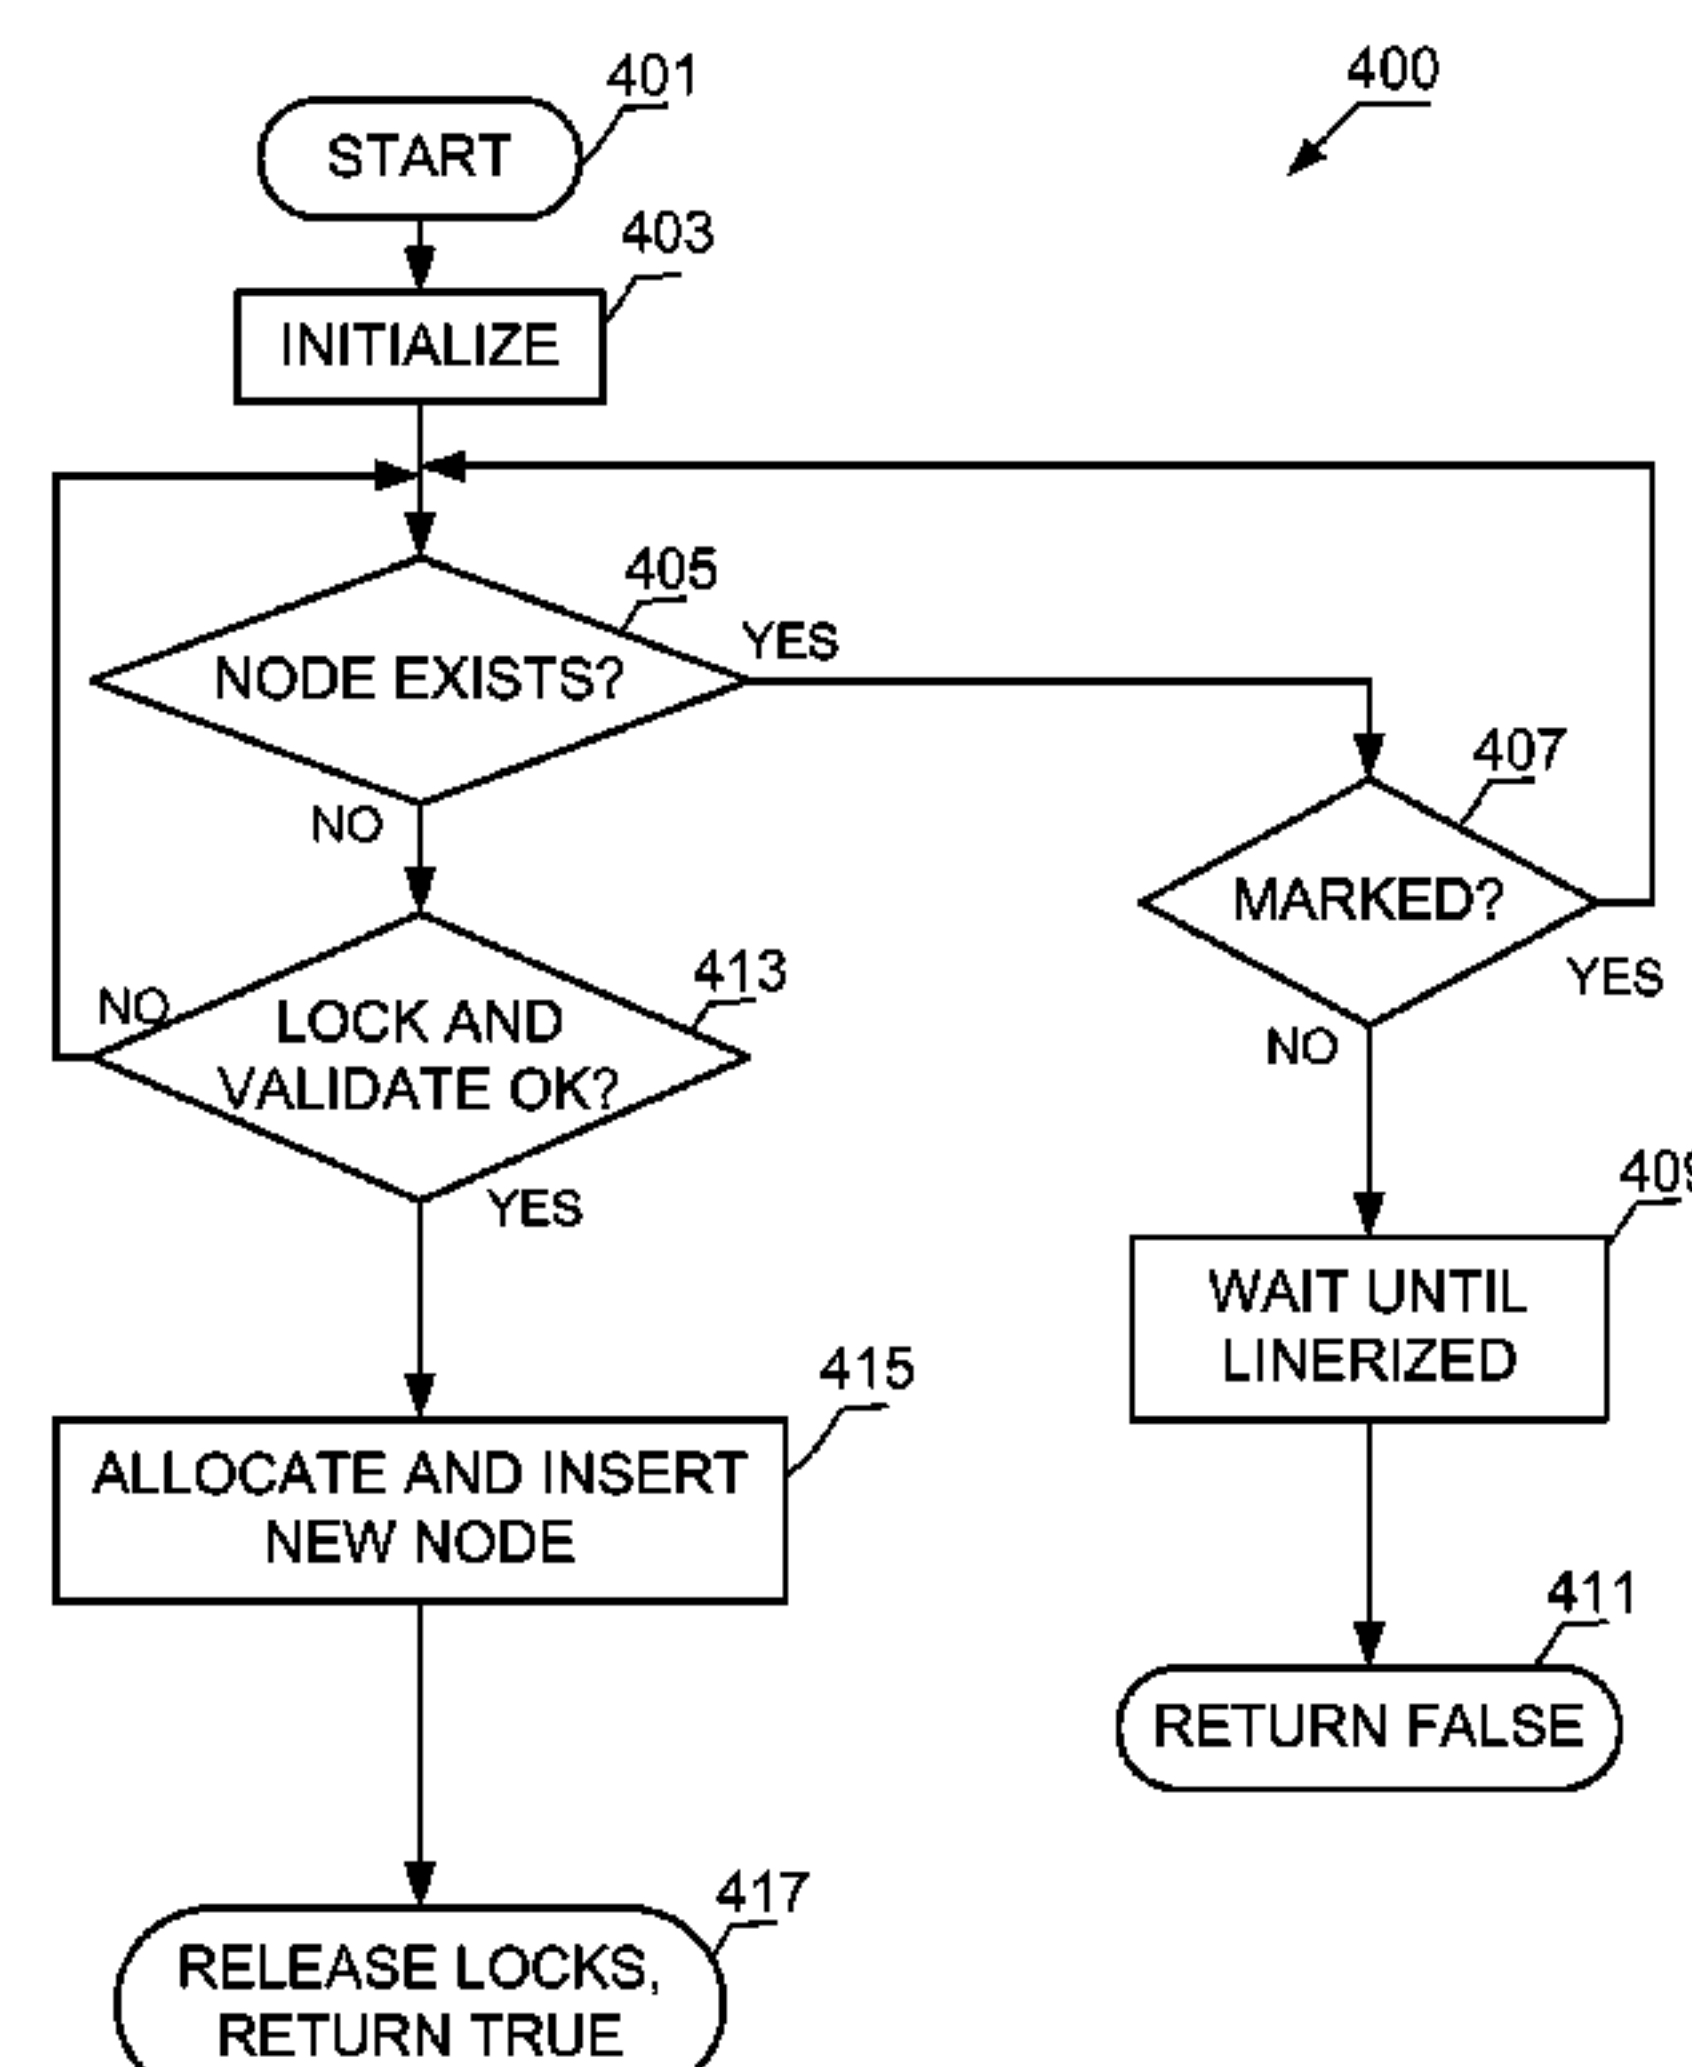 401
400
START
403
INITIALIZE
405
YES
NODE EXISTS?
407
NO
MARKED?
413
YES
NO
LOCK AND
VALIDATE OK?
NO
YES
409
WAIT UNTIL
LINERIZED
415
ALLOCATE AND INSERT
NEW NODE
411
RETURN FALSE
417
RELEASE LOCKS,
RETURN TRUE